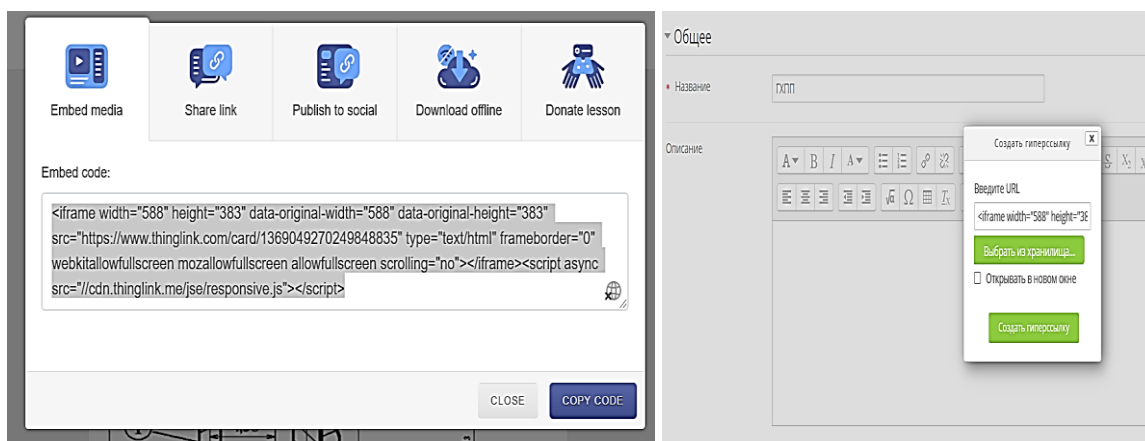 Embed media
Share link
Publish to social
Download offline
Donate lesson
Embed code:
<iframe width="588" height="383" data-original-width="588" data-original-height="383"
src="https://www.thinglink.com/card/1369049270249848835" type="text/html" frameborder="0"
webkitallowfullscreen mozallowfullscreen allowfullscreen scrolling="no"></iframe><script async
src="//cdn.thinglink.me/jse/responsive.js"></script>
CLOSE
COPY CODE
Общее
Название
ГХПП
Описание
Создать гиперссылку
Введите URL
<iframe width="588" height="38
Выбрать из хранилища...
Открывать в новом окне
Создать гиперссылку